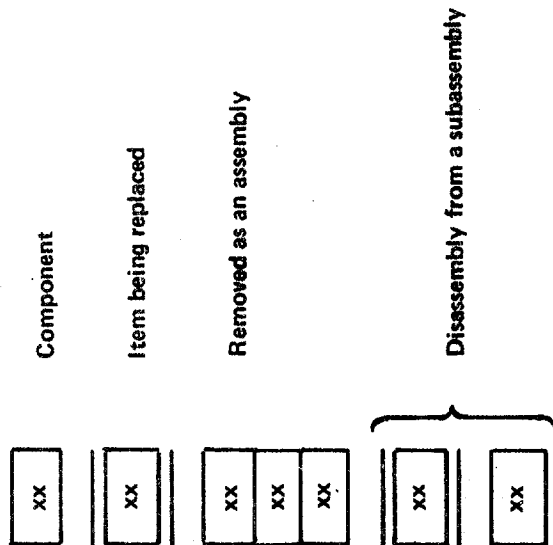 xx
Component
xx
Item being replaced
xx
xx
xx
Removed as an assembly
xx
xx
Disassembly from a subassembly